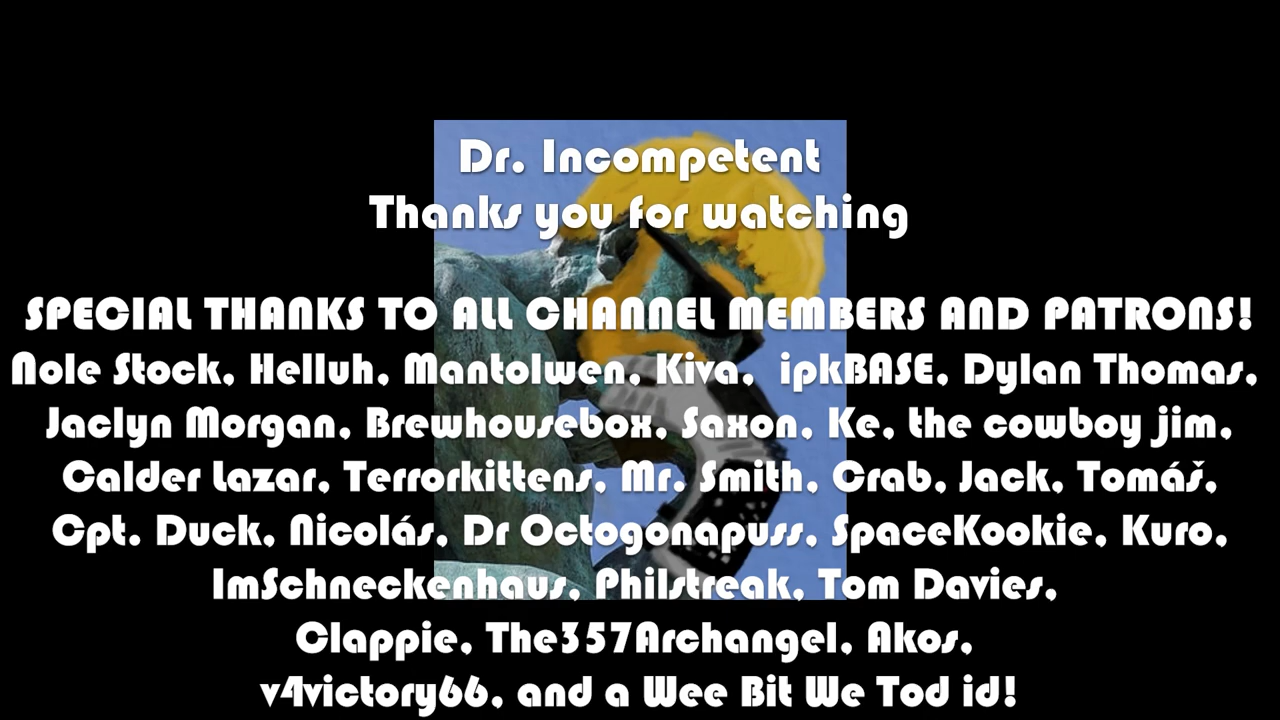 Dr. Incompetent
Thanks you for watching
SPECIAL THANKS TO ALL CHANNEL MEMBERS AND PATRONS!
Nole Stock, Helluh, Mantolwen, Kiva, ipkBASE, Dylan Thomas,
Jaclyn Morgan, Brewhousebox, Saxon, Ke, the cowboy jim,
Calder Lazar, Terrorkittens, Mr. Smith, Crab, Jack, Tomáš,
Cpt. Duck, Nicolás, Dr Octogonapuss, SpaceKookie, Kuro,
ImSchneckenhaus, Philstreak, Tom Davies,
Clappie, The357Archangel, Akos,
v4victory66, and a Wee Bit We Tod id!